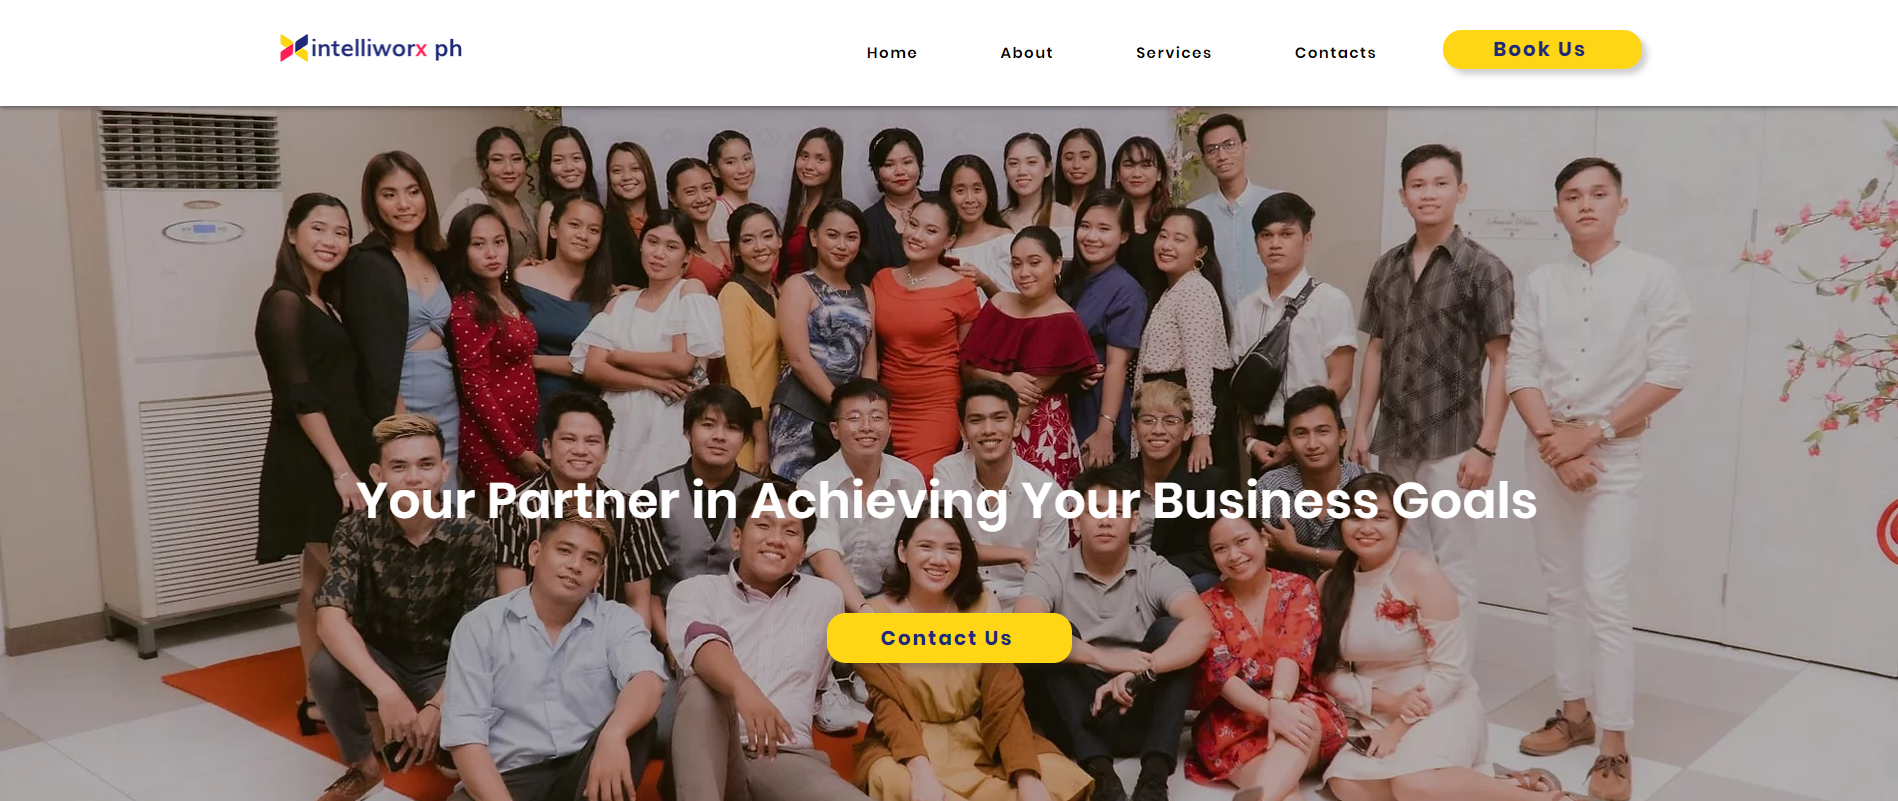 intelliworx ph
Home About Services Contacts Book Us
Your Partner in Achieving Your Business Goals
Contact Us